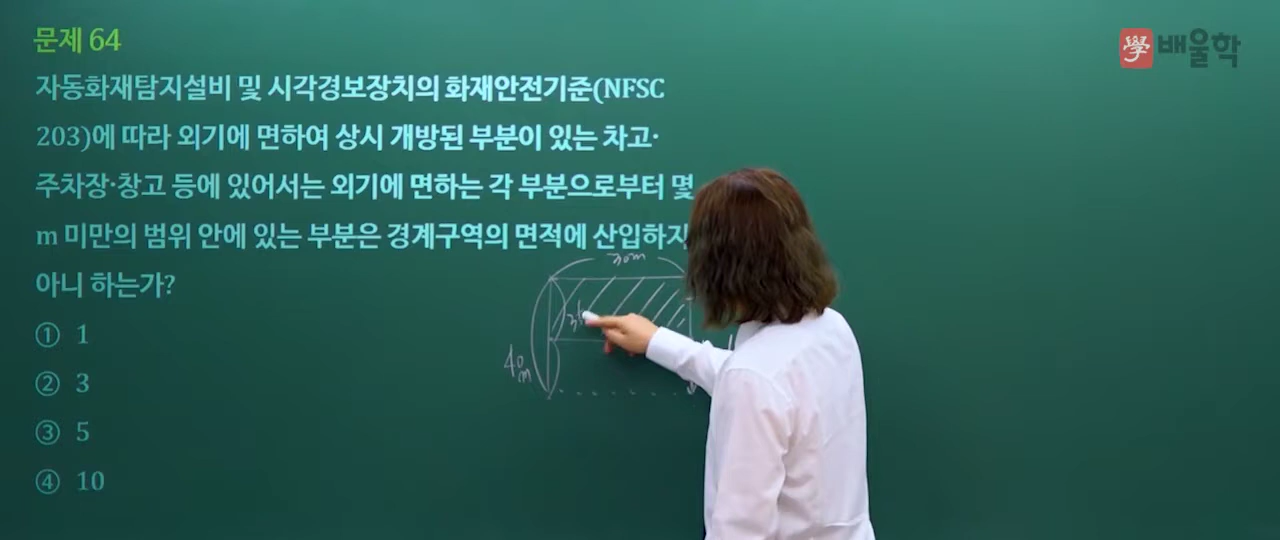 문제 64
學 배울학
자동화재탐지설비 및 시각경보장치의 화재안전기준(NFSC
203)에 따라 외기에 면하여 상시 개방된 부분이 있는 차고·
주차장·창고 등에 있어서는 외기에 면하는 각 부분으로부터 몇
m 미만의 범위 안에 있는 부분은 경계구역의 면적에 산입하지
아니 하는가?
30m
40m
① 1
② 3
③ 5
④ 10